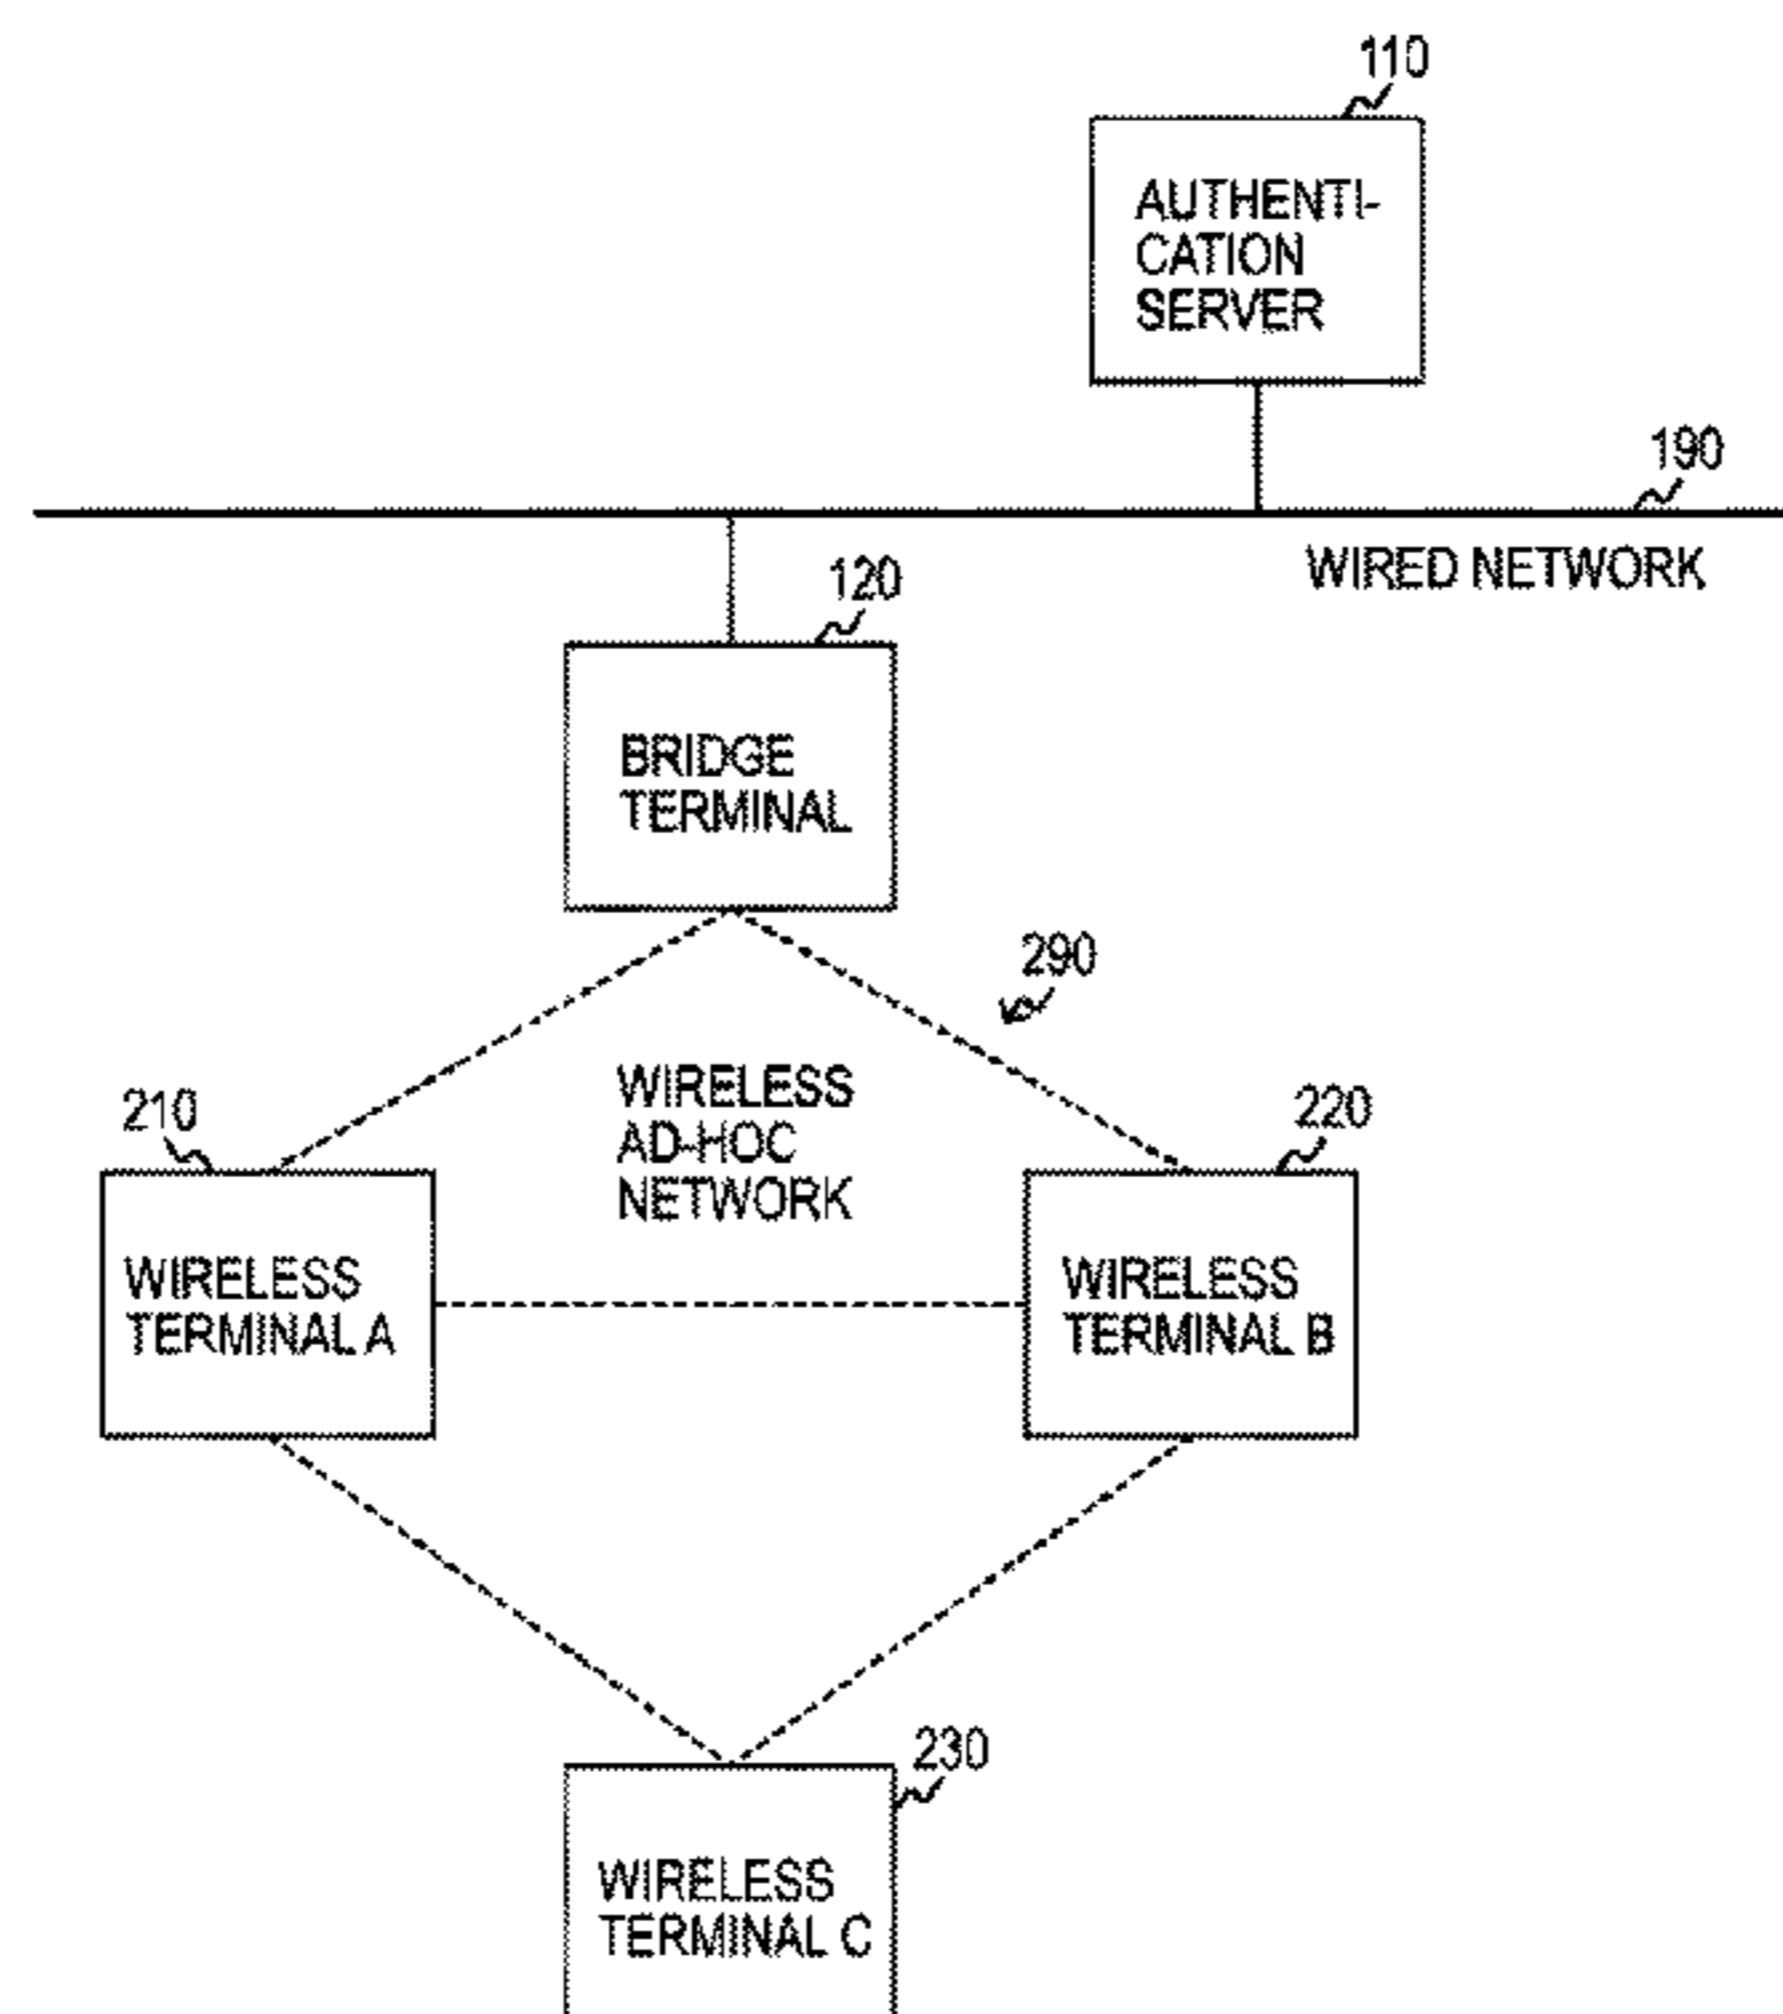 110
AUTHENTI-
CATION
SERVER
190
WIRED NETWORK
120
BRIDGE
TERMINAL
290
WIRELESS
AD-HOC
NETWORK
210
WIRELESS
TERMINAL A
220
WIRELESS
TERMINAL B
230
WIRELESS
TERMINAL C